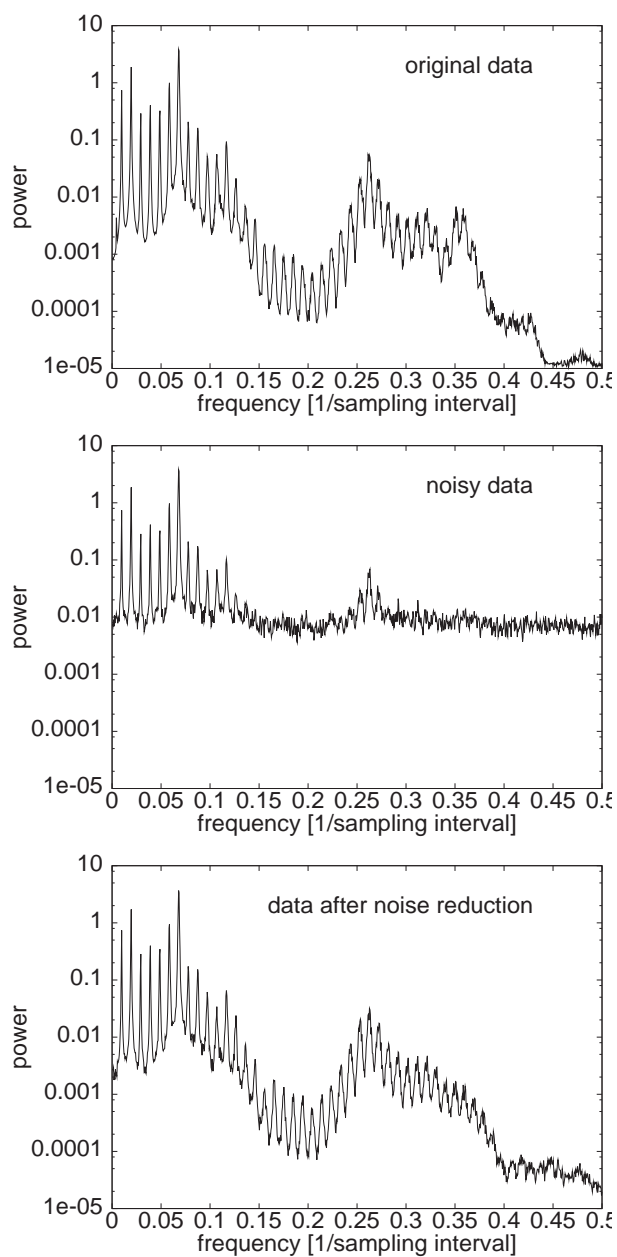 10
original data
1
0.1
power
0.01
0.001
0.0001
1e-05
0 0.05 0.1 0.15 0.2 0.25 0.3 0.35 0.4 0.45 0.5
frequency [1/sampling interval]
10
noisy data
1
0.1
power
0.01
0.001
0.0001
1e-05
0 0.05 0.1 0.15 0.2 0.25 0.3 0.35 0.4 0.45 0.5
frequency [1/sampling interval]
10
data after noise reduction
1
0.1
power
0.01
0.001
0.0001
1e-05
0 0.05 0.1 0.15 0.2 0.25 0.3 0.35 0.4 0.45 0.5
frequency [1/sampling interval]